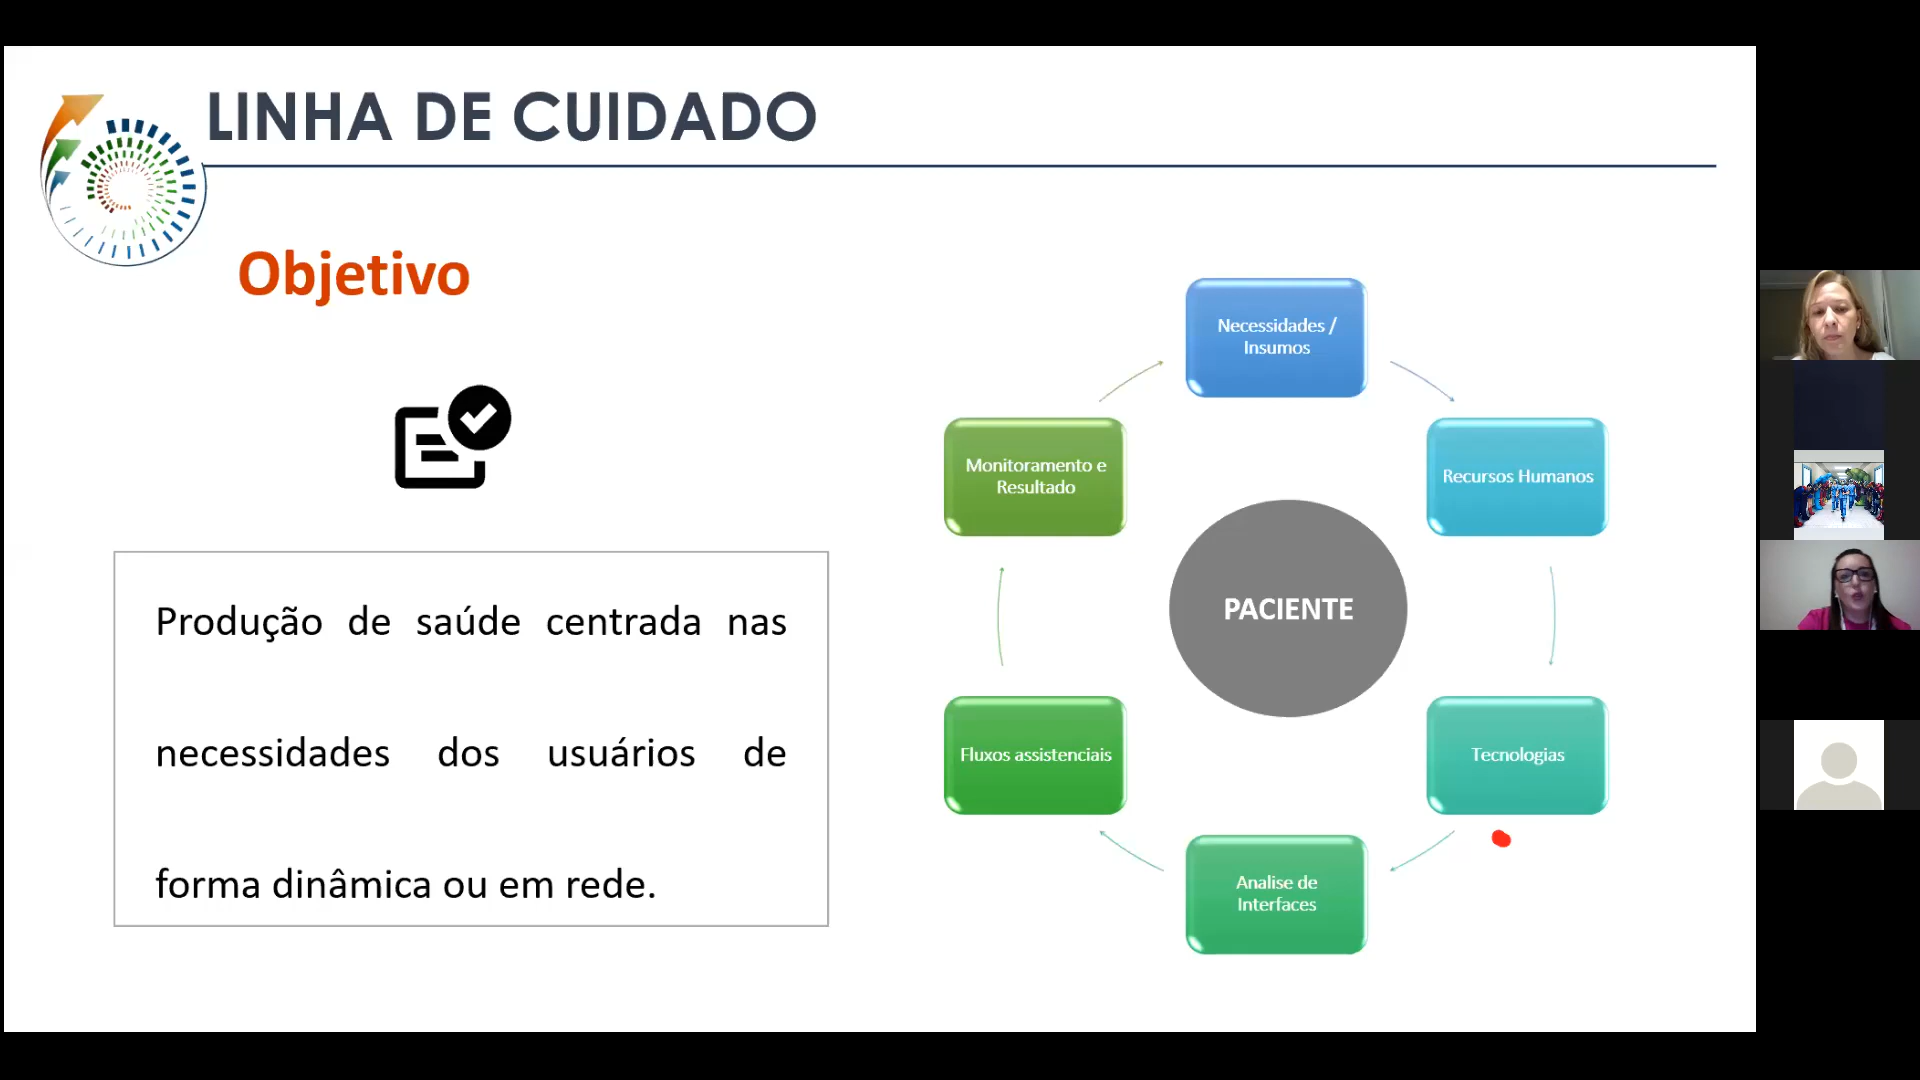 LINHA DE CUIDADO
Objetivo
Produção de saúde centrada nas
necessidades dos usuários de
forma dinâmica ou em rede.
Necessidades /
Insumos
Recursos Humanos
Tecnologias
Analise de
Interfaces
Fluxos assistenciais
Monitoramento e
Resultado
PACIENTE